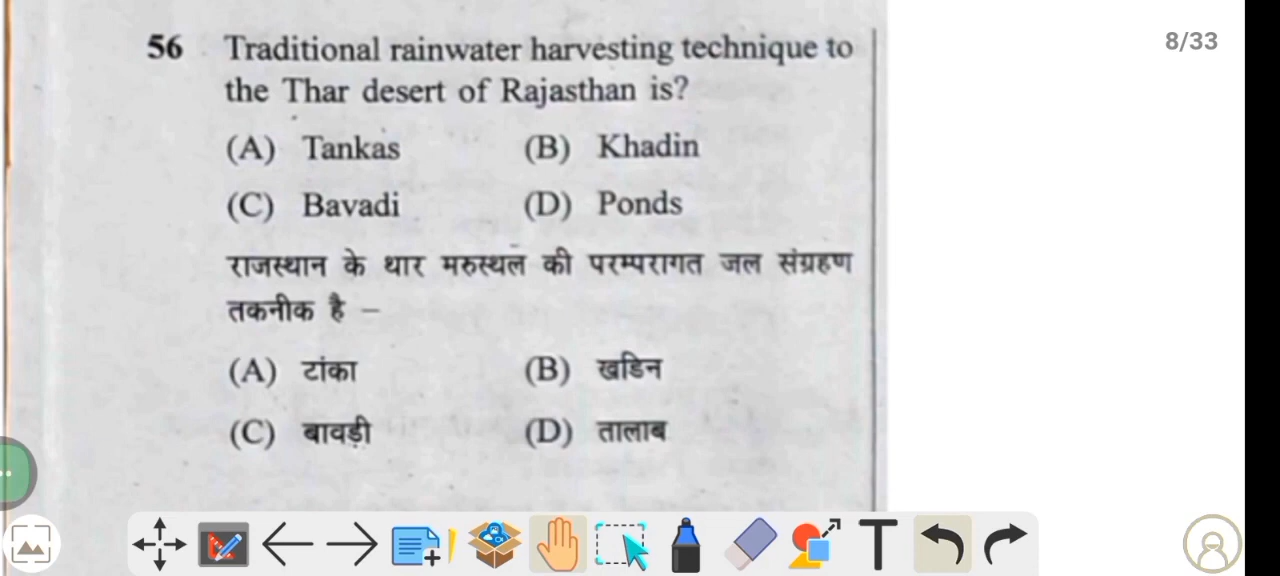 56 Traditional rainwater harvesting technique to
the Thar desert of Rajasthan is?
(A) Tankas (B) Khadin
(C) Bavadi (D) Ponds
राजस्थान के थार मरुस्थल की परम्परागत जल संग्रहण
तकनीक है –
(A) टांका (B) खडिन
(C) बावड़ी (D) तालाब
8/33
T